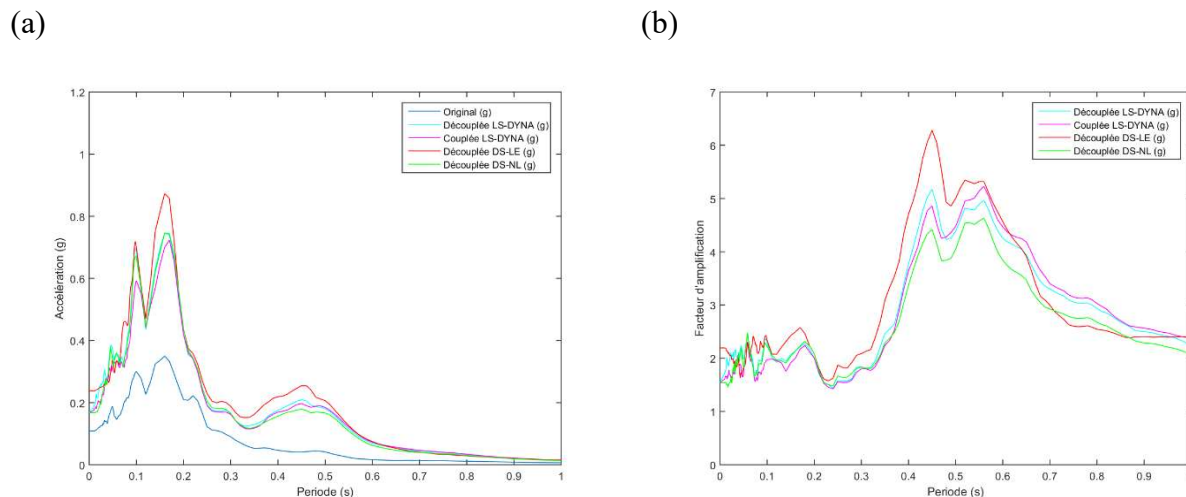 (a)
(b)
1.2
1
0.8
0.6
0.4
0.2
0
Accélération (g)
0 0.1 0.2 0.3 0.4 0.5 0.6 0.7 0.8 0.9 1
Periode (s)
Original (g)
Découplée LS-DYNA (g)
Couplée LS-DYNA (g)
Découplée DS-LE (g)
Découplée DS-NL (g)
7
6
5
4
3
2
1
0
Facteur d'amplification
0 0.1 0.2 0.3 0.4 0.5 0.6 0.7 0.8 0.9
Periode (s)
Découplée LS-DYNA (g)
Couplée LS-DYNA (g)
Découplée DS-LE (g)
Découplée DS-NL (g)